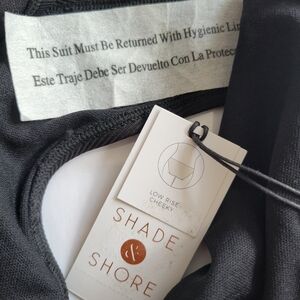 This Suit Must Be Returned With Hygienic
Este Traje Debe Ser Devuelto Con La
LOW RISE
CHEEKY
SHADE
&
SHORE